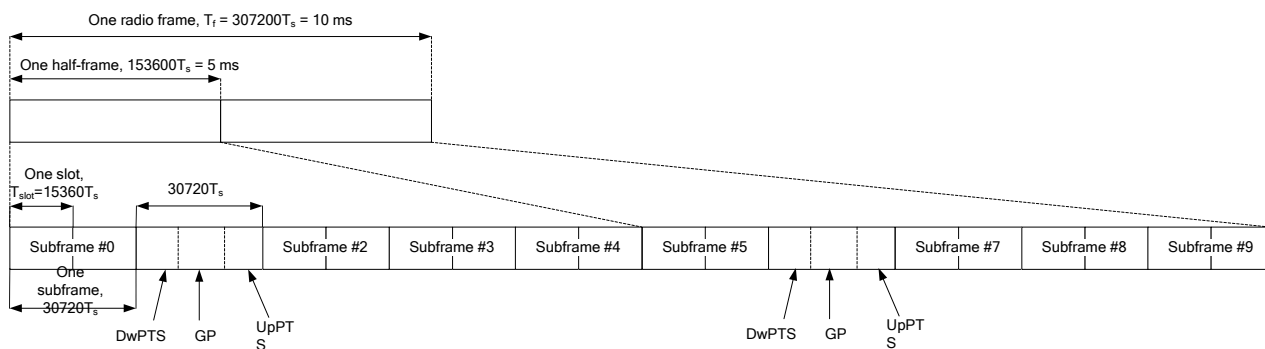 One radio frame, Tf = 307200Ts = 10 ms
One half-frame, 153600Ts = 5 ms
One slot,
Tslot=15360Ts
30720Ts
Subframe #0
Subframe #2
Subframe #3
Subframe #4
Subframe #5
Subframe #7
Subframe #8
Subframe #9
One
subframe,
30720Ts
DwPTS
GP
UpPT
S
DwPTS
GP
UpPT
S